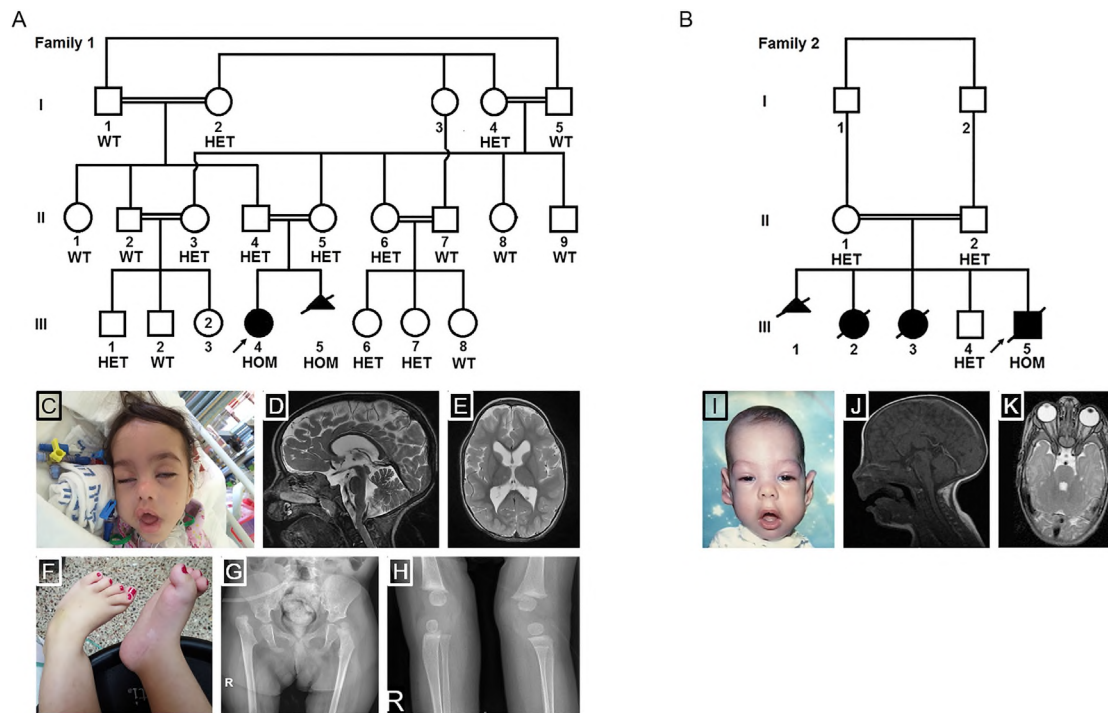 A
Family 1
I
1 2 3 4 5
WT HET HET WT
II
1 2 3 4 5 6 7 8 9
WT WT HET HET HET HET WT WT WT
III
2
1 2 3 4 5 6 7 8
HET WT HOM HOM HET HET WT
B
Family 2
I
1 2
II
1 2
HET HET
III
1 2 3 4 5
HET HOM
C D E
F G H
R
R
I J K